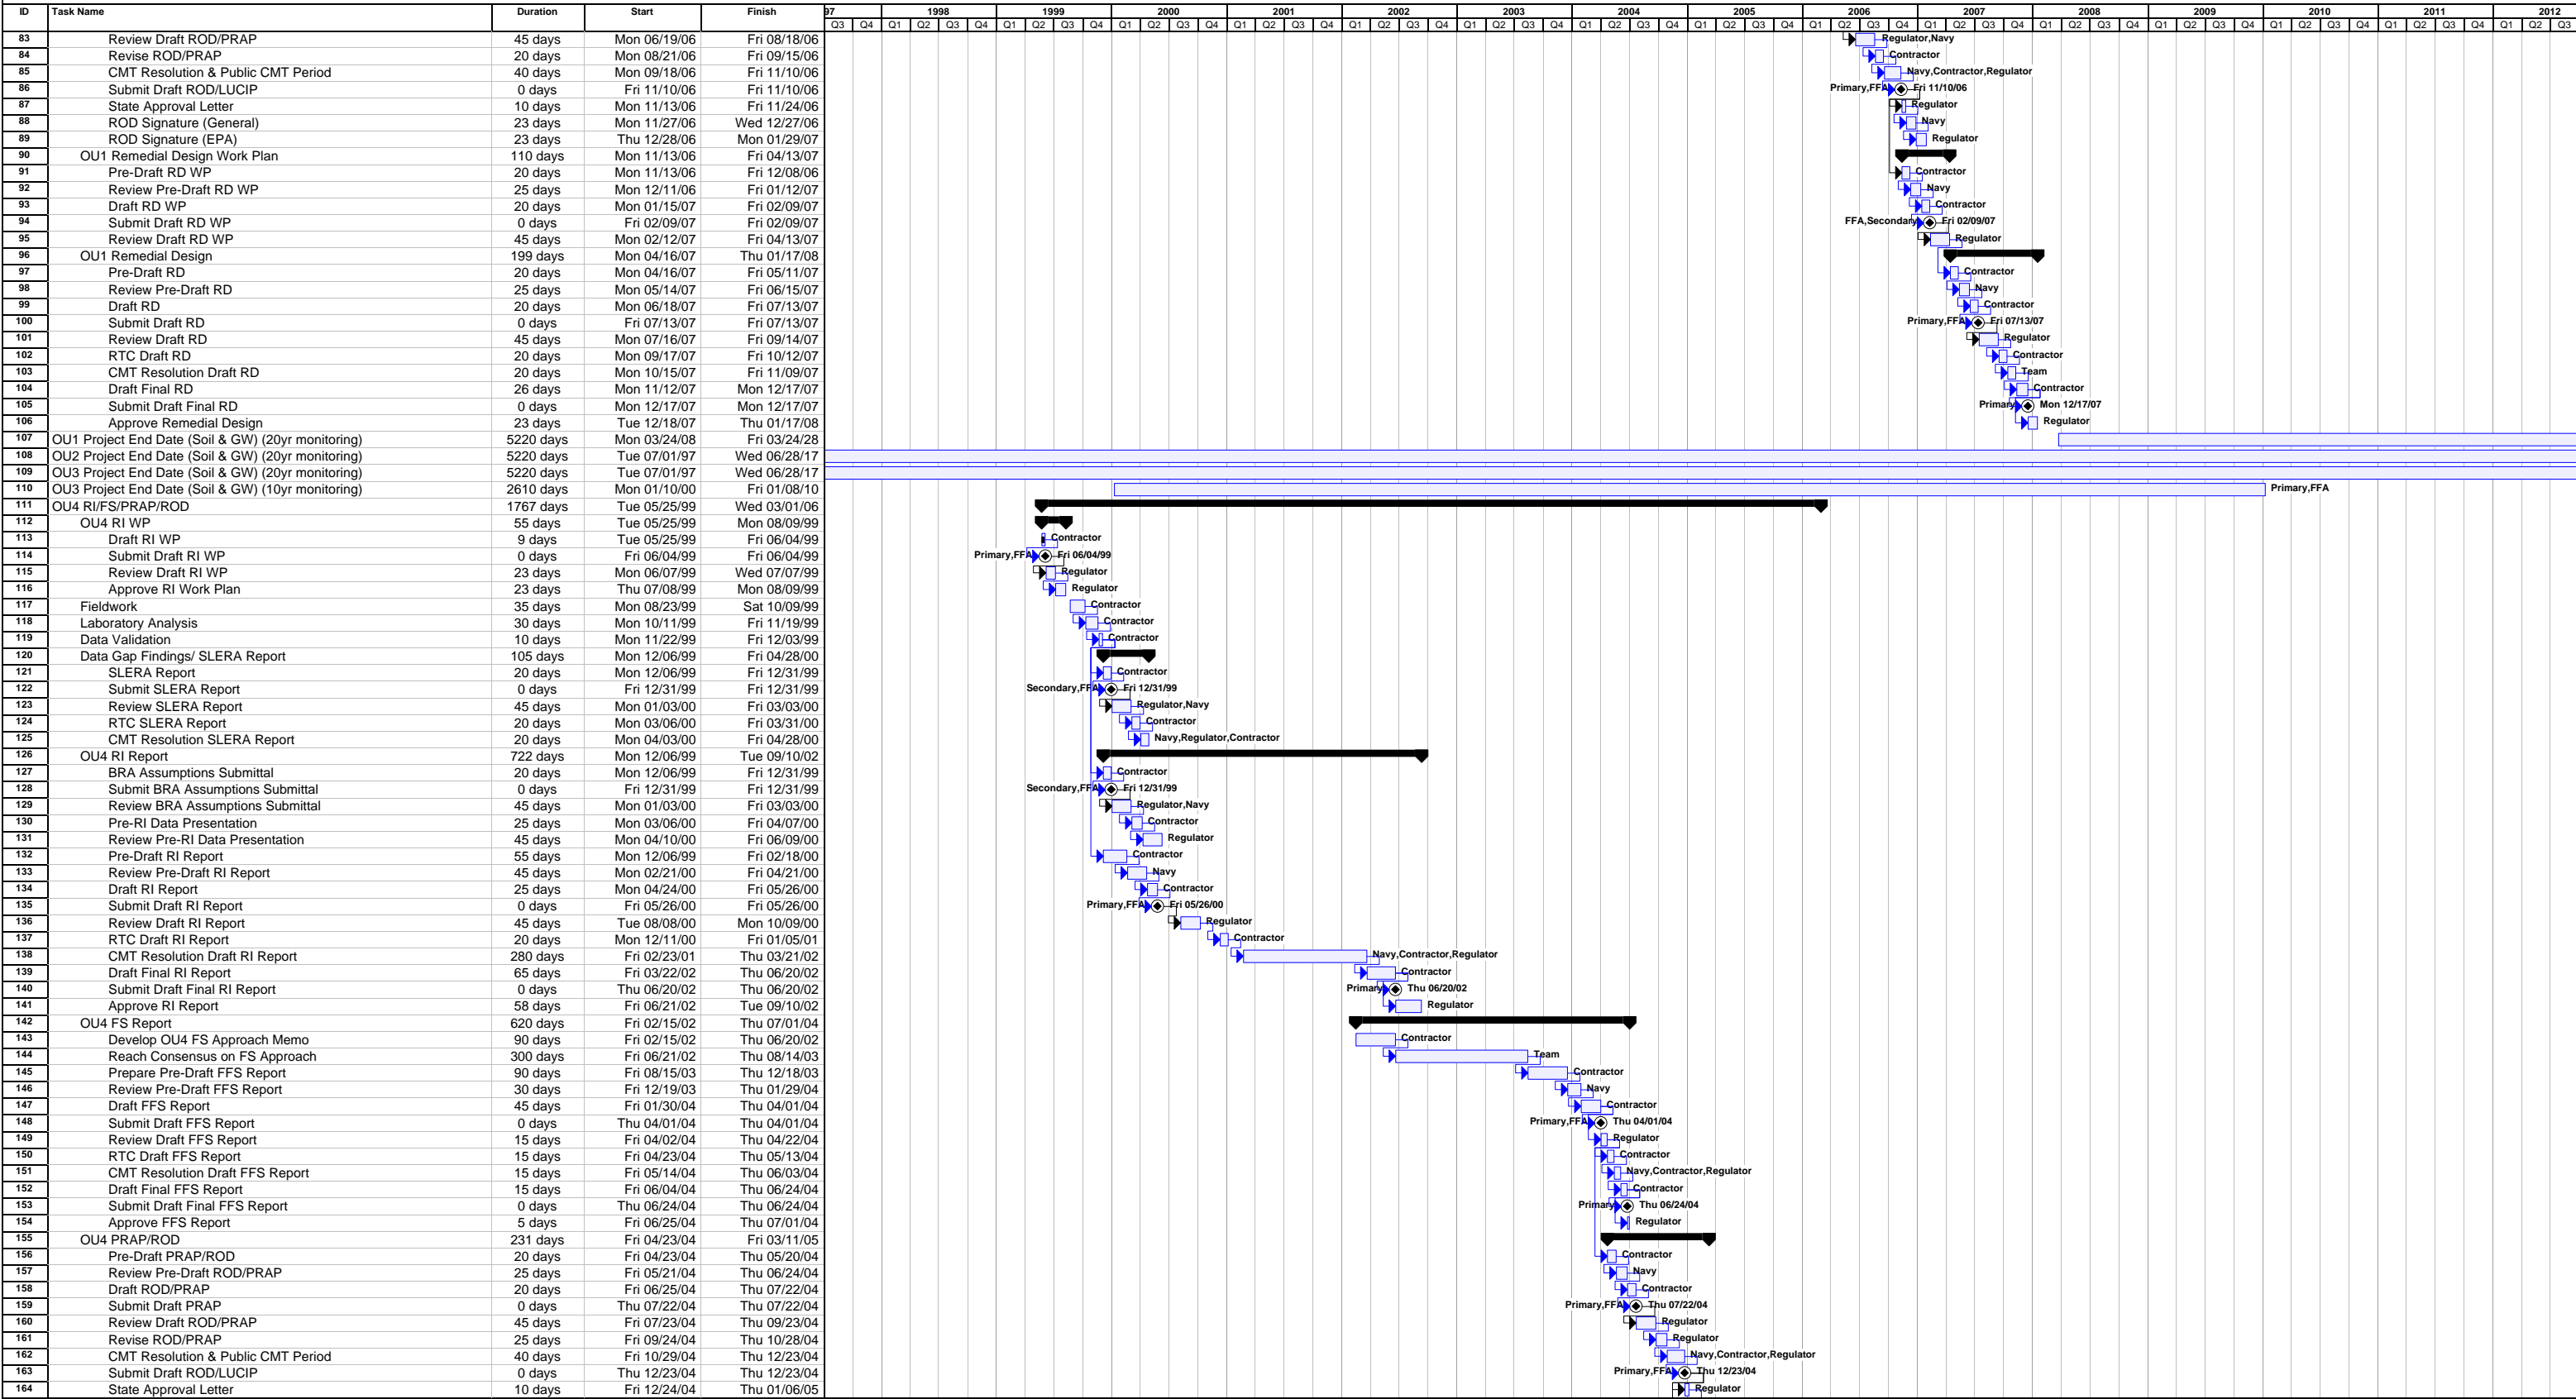 ID Task Name Duration Start Finish 97 1998 1999 2000 2001 2002 2003 2004 2005 2006 2007 2008 2009 2010 2011 2012
Q3 Q4 Q1 Q2 Q3 Q4 Q1 Q2 Q3 Q4 Q1 Q2 Q3 Q4 Q1 Q2 Q3 Q4 Q1 Q2 Q3 Q4 Q1 Q2 Q3 Q4 Q1 Q2 Q3 Q4 Q1 Q2 Q3 Q4 Q1 Q2 Q3 Q4 Q1 Q2 Q3 Q4 Q1 Q2 Q3 Q4 Q1 Q2 Q3 Q4 Q1 Q2 Q3 Q4 Q1 Q2 Q3 Q4 Q1 Q2 Q3
83 Review Draft ROD/PRAP 45 days Mon 06/19/06 Fri 08/18/06 Regulator,Navy
84 Revise ROD/PRAP 20 days Mon 08/21/06 Fri 09/15/06 Contractor
85 CMT Resolution & Public CMT Period 40 days Mon 09/18/06 Fri 11/10/06 Navy,Contractor,Regulator
86 Submit Draft ROD/LUCIP 0 days Fri 11/10/06 Fri 11/10/06 Primary,FFA Fri 11/10/06
87 State Approval Letter 10 days Mon 11/13/06 Fri 11/24/06 Regulator
88 ROD Signature (General) 23 days Mon 11/27/06 Wed 12/27/06 Navy
89 ROD Signature (EPA) 23 days Thu 12/28/06 Mon 01/29/07 Regulator
90 OU1 Remedial Design Work Plan 110 days Mon 11/13/06 Fri 04/13/07
91 Pre-Draft RD WP 20 days Mon 11/13/06 Fri 12/08/06 Contractor
92 Review Pre-Draft RD WP 25 days Mon 12/11/06 Fri 01/12/07 Navy
93 Draft RD WP 20 days Mon 01/15/07 Fri 02/09/07 Contractor
94 Submit Draft RD WP 0 days Fri 02/09/07 Fri 02/09/07 FFA,Secondary Fri 02/09/07
95 Review Draft RD WP 45 days Mon 02/12/07 Fri 04/13/07 Regulator
96 OU1 Remedial Design 199 days Mon 04/16/07 Thu 01/17/08
97 Pre-Draft RD 20 days Mon 04/16/07 Fri 05/11/07 Contractor
98 Review Pre-Draft RD 25 days Mon 05/14/07 Fri 06/15/07 Navy
99 Draft RD 20 days Mon 06/18/07 Fri 07/13/07 Contractor
100 Submit Draft RD 0 days Fri 07/13/07 Fri 07/13/07 Primary,FFA Fri 07/13/07
101 Review Draft RD 45 days Mon 07/16/07 Fri 09/14/07 Regulator
102 RTC Draft RD 20 days Mon 09/17/07 Fri 10/12/07 Contractor
103 CMT Resolution Draft RD 20 days Mon 10/15/07 Fri 11/09/07 Team
104 Draft Final RD 26 days Mon 11/12/07 Mon 12/17/07 Contractor
105 Submit Draft Final RD 0 days Mon 12/17/07 Mon 12/17/07 Primary Mon 12/17/07
106 Approve Remedial Design 23 days Tue 12/18/07 Thu 01/17/08 Regulator
107 OU1 Project End Date (Soil & GW) (20yr monitoring) 5220 days Mon 03/24/08 Fri 03/24/28
108 OU2 Project End Date (Soil & GW) (20yr monitoring) 5220 days Tue 07/01/97 Wed 06/28/17
109 OU3 Project End Date (Soil & GW) (20yr monitoring) 5220 days Tue 07/01/97 Wed 06/28/17
110 OU3 Project End Date (Soil & GW) (10yr monitoring) 2610 days Mon 01/10/00 Fri 01/08/10 Primary,FFA
111 OU4 RI/FS/PRAP/ROD 1767 days Tue 05/25/99 Wed 03/01/06
112 OU4 RI WP 55 days Tue 05/25/99 Mon 08/09/99
113 Draft RI WP 9 days Tue 05/25/99 Fri 06/04/99 Contractor
114 Submit Draft RI WP 0 days Fri 06/04/99 Fri 06/04/99 Primary,FFA Fri 06/04/99
115 Review Draft RI WP 23 days Mon 06/07/99 Wed 07/07/99 Regulator
116 Approve RI Work Plan 23 days Thu 07/08/99 Mon 08/09/99 Regulator
117 Fieldwork 35 days Mon 08/23/99 Sat 10/09/99 Contractor
118 Laboratory Analysis 30 days Mon 10/11/99 Fri 11/19/99 Contractor
119 Data Validation 10 days Mon 11/22/99 Fri 12/03/99 Contractor
120 Data Gap Findings/ SLERA Report 105 days Mon 12/06/99 Fri 04/28/00
121 SLERA Report 20 days Mon 12/06/99 Fri 12/31/99 Contractor
122 Submit SLERA Report 0 days Fri 12/31/99 Fri 12/31/99 Secondary,FFA Fri 12/31/99
123 Review SLERA Report 45 days Mon 01/03/00 Fri 03/03/00 Regulator,Navy
124 RTC SLERA Report 20 days Mon 03/06/00 Fri 03/31/00 Contractor
125 CMT Resolution SLERA Report 20 days Mon 04/03/00 Fri 04/28/00 Navy,Regulator,Contractor
126 OU4 RI Report 722 days Mon 12/06/99 Tue 09/10/02
127 BRA Assumptions Submittal 20 days Mon 12/06/99 Fri 12/31/99 Contractor
128 Submit BRA Assumptions Submittal 0 days Fri 12/31/99 Fri 12/31/99 Secondary,FFA Fri 12/31/99
129 Review BRA Assumptions Submittal 45 days Mon 01/03/00 Fri 03/03/00 Regulator,Navy
130 Pre-RI Data Presentation 25 days Mon 03/06/00 Fri 04/07/00 Contractor
131 Review Pre-RI Data Presentation 45 days Mon 04/10/00 Fri 06/09/00 Regulator
132 Pre-Draft RI Report 55 days Mon 12/06/99 Fri 02/18/00 Contractor
133 Review Pre-Draft RI Report 45 days Mon 02/21/00 Fri 04/21/00 Navy
134 Draft RI Report 25 days Mon 04/24/00 Fri 05/26/00 Contractor
135 Submit Draft RI Report 0 days Fri 05/26/00 Fri 05/26/00 Primary,FFA Fri 05/26/00
136 Review Draft RI Report 45 days Tue 08/08/00 Mon 10/09/00 Regulator
137 RTC Draft RI Report 20 days Mon 12/11/00 Fri 01/05/01 Contractor
138 CMT Resolution Draft RI Report 280 days Fri 02/23/01 Thu 03/21/02 Navy,Contractor,Regulator
139 Draft Final RI Report 65 days Fri 03/22/02 Thu 06/20/02 Contractor
140 Submit Draft Final RI Report 0 days Thu 06/20/02 Thu 06/20/02 Primary Thu 06/20/02
141 Approve RI Report 58 days Fri 06/21/02 Tue 09/10/02 Regulator
142 OU4 FS Report 620 days Fri 02/15/02 Thu 07/01/04
143 Develop OU4 FS Approach Memo 90 days Fri 02/15/02 Thu 06/20/02 Contractor
144 Reach Consensus on FS Approach 300 days Fri 06/21/02 Thu 08/14/03 Team
145 Prepare Pre-Draft FFS Report 90 days Fri 08/15/03 Thu 12/18/03 Contractor
146 Review Pre-Draft FFS Report 30 days Fri 12/19/03 Thu 01/29/04 Navy
147 Draft FFS Report 45 days Fri 01/30/04 Thu 04/01/04 Contractor
148 Submit Draft FFS Report 0 days Thu 04/01/04 Thu 04/01/04 Primary,FFA Thu 04/01/04
149 Review Draft FFS Report 15 days Fri 04/02/04 Thu 04/22/04 Regulator
150 RTC Draft FFS Report 15 days Fri 04/23/04 Thu 05/13/04 Contractor
151 CMT Resolution Draft FFS Report 15 days Fri 05/14/04 Thu 06/03/04 Navy,Contractor,Regulator
152 Draft Final FFS Report 15 days Fri 06/04/04 Thu 06/24/04 Contractor
153 Submit Draft Final FFS Report 0 days Thu 06/24/04 Thu 06/24/04 Primary Thu 06/24/04
154 Approve FFS Report 5 days Fri 06/25/04 Thu 07/01/04 Regulator
155 OU4 PRAP/ROD 231 days Fri 04/23/04 Fri 03/11/05
156 Pre-Draft PRAP/ROD 20 days Fri 04/23/04 Thu 05/20/04 Contractor
157 Review Pre-Draft ROD/PRAP 25 days Fri 05/21/04 Thu 06/24/04 Navy
158 Draft ROD/PRAP 20 days Fri 06/25/04 Thu 07/22/04 Contractor
159 Submit Draft PRAP 0 days Thu 07/22/04 Thu 07/22/04 Primary,FFA Thu 07/22/04
160 Review Draft ROD/PRAP 45 days Fri 07/23/04 Thu 09/23/04 Regulator
161 Revise ROD/PRAP 25 days Fri 09/24/04 Thu 10/28/04 Regulator
162 CMT Resolution & Public CMT Period 40 days Fri 10/29/04 Thu 12/23/04 Navy,Contractor,Regulator
163 Submit Draft ROD/LUCIP 0 days Thu 12/23/04 Thu 12/23/04 Primary,FFA Thu 12/23/04
164 State Approval Letter 10 days Fri 12/24/04 Thu 01/06/05 Regulator